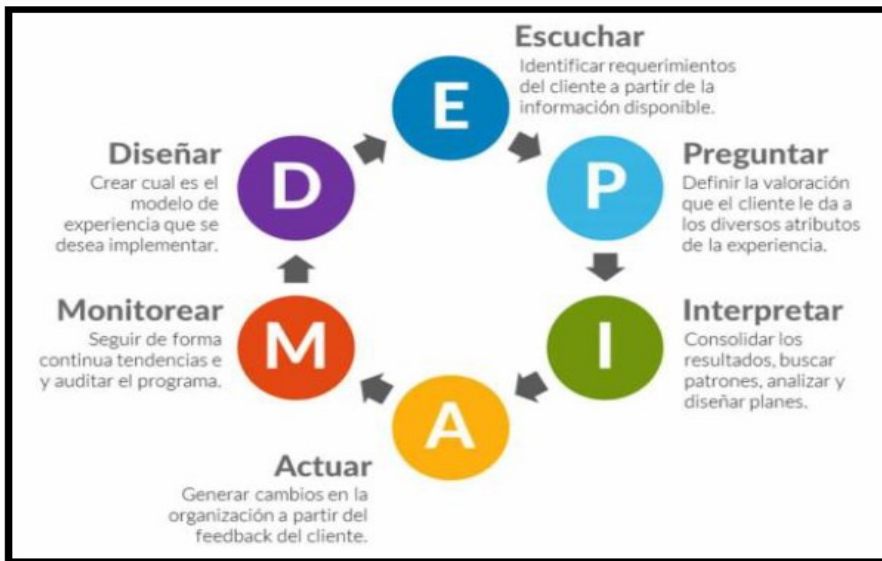 Escuchar
Identificar requerimientos
del cliente a partir de la
información disponible.
E
Preguntar
Definir la valoración
que el cliente le da a
los diversos atributos
de la experiencia.
P
Interpretar
Consolidar los
resultados, buscar
patrones, analizar y
diseñar planes.
I
Actuar
Generar cambios en la
organización a partir del
feedback del cliente.
A
Monitorear
Seguir de forma
continua tendencias e
y auditar el programa.
M
Diseñar
Crear cual es el
modelo de
experiencia que se
desea implementar.
D